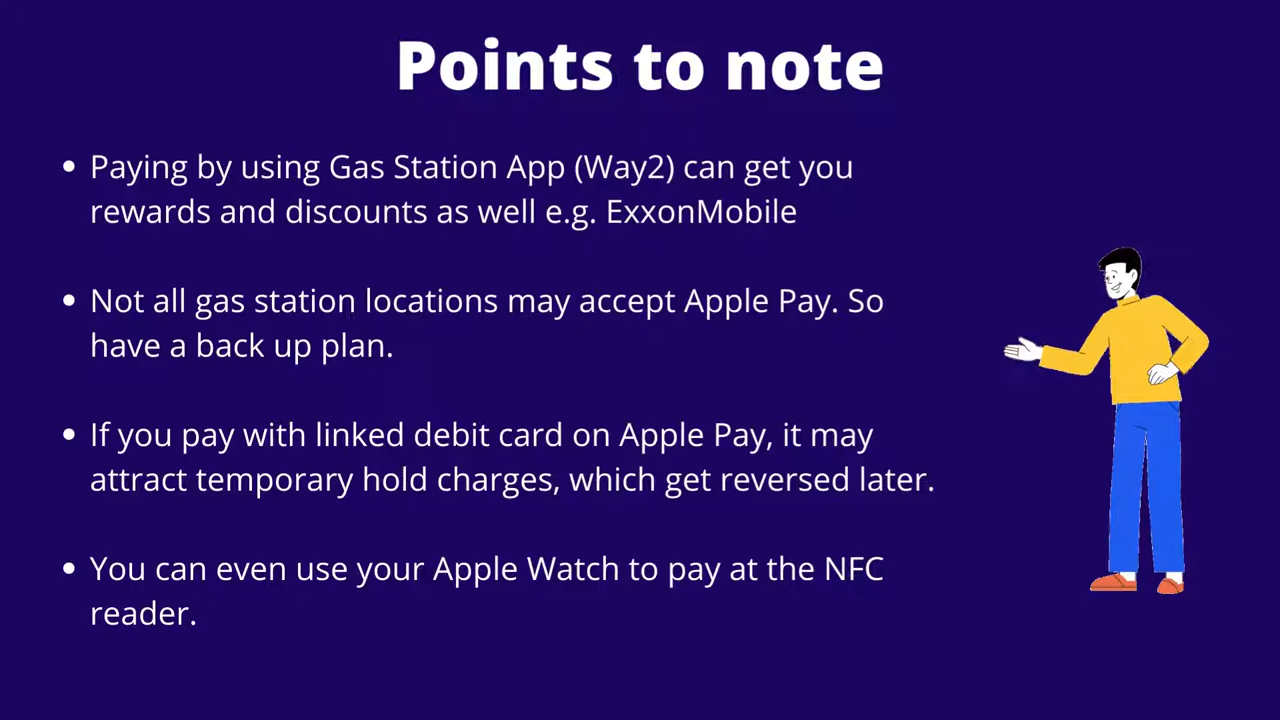 Points to note
• Paying by using Gas Station App (Way2) can get you
rewards and discounts as well e.g. ExxonMobile
• Not all gas station locations may accept Apple Pay. So
have a back up plan.
• If you pay with linked debit card on Apple Pay, it may
attract temporary hold charges, which get reversed later.
• You can even use your Apple Watch to pay at the NFC
reader.